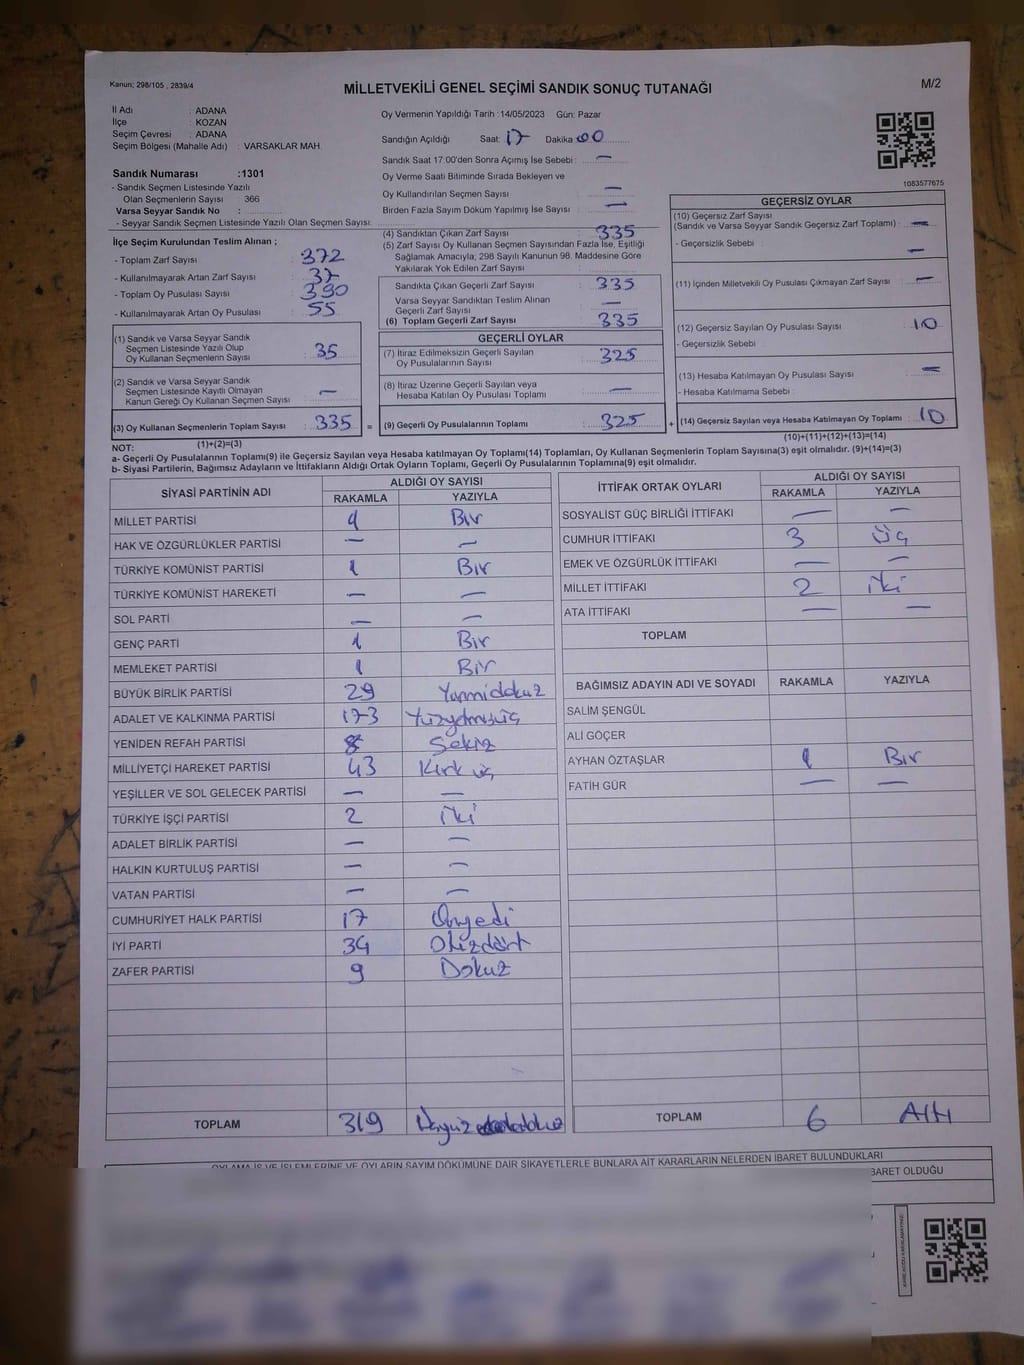 Kanun; 298/105 , 2839/4
MİLLETVEKİLİ GENEL SEÇİMİ SANDIK SONUÇ TUTANAĞI
M/2
İl Adı : ADANA
İlçe : KOZAN
Seçim Çevresi : ADANA
Seçim Bölgesi (Mahalle Adı) : VARSAKLAR MAH.
Oy Vermenin Yapıldığı Tarih : 14/05/2023 Gün: Pazar
Sandığın Açıldığı Saat: 17 Dakika 00
Sandık Saat 17:00'den Sonra Açımış İse Sebebi : —
Oy Verme Saati Bitiminde Sırada Bekleyen ve
Oy Kullandırılan Seçmen Sayısı —
Birden Fazla Sayım Döküm Yapılmış İse Sayısı —
1083577675
Sandık Numarası :1301
- Sandık Seçmen Listesinde Yazılı
Olan Seçmenlerin Sayısı 366
Varsa Seyyar Sandık No :
- Seyyar Sandık Seçmen Listesinde Yazılı Olan Seçmen Sayısı:
İlçe Seçim Kurulundan Teslim Alınan ;
- Toplam Zarf Sayısı : 372
- Kullanılmayarak Artan Zarf Sayısı : 37
- Toplam Oy Pusulası Sayısı : 390
- Kullanılmayarak Artan Oy Pusulası : 55
(1) Sandık ve Varsa Seyyar Sandık
Seçmen Listesinde Yazılı Olup
Oy Kullanan Seçmenlerin Sayısı : 35
(2) Sandık ve Varsa Seyyar Sandık
Seçmen Listesinde Kayıtlı Olmayan
Kanun Gereği Oy Kullanan Seçmen Sayısı : —
(3) Oy Kullanan Seçmenlerin Toplam Sayısı : 335 =
(1)+(2)=(3)
(4) Sandıktan Çıkan Zarf Sayısı : 335
(5) Zarf Sayısı Oy Kullanan Seçmen Sayısından Fazla İse, Eşitliği
Sağlamak Amacıyla; 298 Sayılı Kanunun 98. Maddesine Göre
Yakılarak Yok Edilen Zarf Sayısı :
Sandıkta Çıkan Geçerli Zarf Sayısı : 335
Varsa Seyyar Sandıktan Teslim Alınan
Geçerli Zarf Sayısı : —
(6) Toplam Geçerli Zarf Sayısı : 335
GEÇERLİ OYLAR
(7) İtiraz Edilmeksizin Geçerli Sayılan
Oy Pusulalarının Sayısı : 325
(8) İtiraz Üzerine Geçerli Sayılan veya
Hesaba Katılan Oy Pusulası Toplamı : —
(9) Geçerli Oy Pusulalarının Toplamı : 325 +
GEÇERSİZ OYLAR
(10) Geçersiz Zarf Sayısı
(Sandık ve Varsa Seyyar Sandık Geçersiz Zarf Toplamı) : —
- Geçersizlik Sebebi : —
(11) İçinden Milletvekili Oy Pusulası Çıkmayan Zarf Sayısı : —
(12) Geçersiz Sayılan Oy Pusulası Sayısı : 10
- Geçersizlik Sebebi :
(13) Hesaba Katılmayan Oy Pusulası Sayısı : —
- Hesaba Katılmama Sebebi :
(14) Geçersiz Sayılan veya Hesaba Katılmayan Oy Toplamı : 10
(10)+(11)+(12)+(13)=(14)
NOT:
a- Geçerli Oy Pusulasının Toplamı(9) ile Geçersiz Sayılan veya Hesaba katılmayan Oy Toplamı(14) Toplamları, Oy Kullanan Seçmenlerin Toplam Sayısına(3) eşit olmalıdır. (9)+(14)=(3)
b- Siyasi Partilerin, Bağımsız Adayların ve İttifakların Aldığı Ortak Oyların Toplamı, Geçerli Oy Pusulalarının Toplamına(9) eşit olmalıdır.
SİYASİ PARTİNİN ADI
ALDIĞI OY SAYISI
RAKAMLA YAZIYLA
MİLLET PARTİSİ 1 Bir
HAK VE ÖZGÜRLÜKLER PARTİSİ — —
TÜRKİYE KOMÜNİST PARTİSİ 1 Bir
TÜRKİYE KOMÜNİST HAREKETİ — —
SOL PARTİ — —
GENÇ PARTİ 1 Bir
MEMLEKET PARTİSİ 1 Bir
BÜYÜK BİRLİK PARTİSİ 29 Yirmidokuz
ADALET VE KALKINMA PARTİSİ 173 Yüzyetmişüç
YENİDEN REFAH PARTİSİ 8 Sekiz
MİLLİYETÇİ HAREKET PARTİSİ 43 Kırk üç
YEŞİLLER VE SOL GELECEK PARTİSİ — —
TÜRKİYE İŞÇİ PARTİSİ 2 iki
ADALET BİRLİK PARTİSİ — —
HALKIN KURTULUŞ PARTİSİ — —
VATAN PARTİSİ — —
CUMHURİYET HALK PARTİSİ 17 Onyedi
İYİ PARTİ 34 Otuzdört
ZAFER PARTİSİ 9 Dokuz
TOPLAM 319
İTTİFAK ORTAK OYLARI
ALDIĞI OY SAYISI
RAKAMLA YAZIYLA
SOSYALİST GÜÇ BİRLİĞİ İTTİFAKI — —
CUMHUR İTTİFAKI 3 Üç
EMEK VE ÖZGÜRLÜK İTTİFAKI — —
MİLLET İTTİFAKI 2 iki
ATA İTTİFAKI — —
TOPLAM
BAĞIMSIZ ADAYIN ADI VE SOYADI RAKAMLA YAZIYLA
SALİM ŞENGÜL
ALİ GÖÇER
AYHAN ÖZTAŞLAR 1 Bir
FATİH GÜR — —
TOPLAM 6 Altı
OYLAMA İŞ VE İŞLEMLERİNE VE OYLARIN SAYIM DÖKÜMÜNE DAİR ŞİKAYETLERLE BUNLARA AİT KARARLARIN NELERDEN İBARET BULUNDUKLARI
BARET OLDUĞU